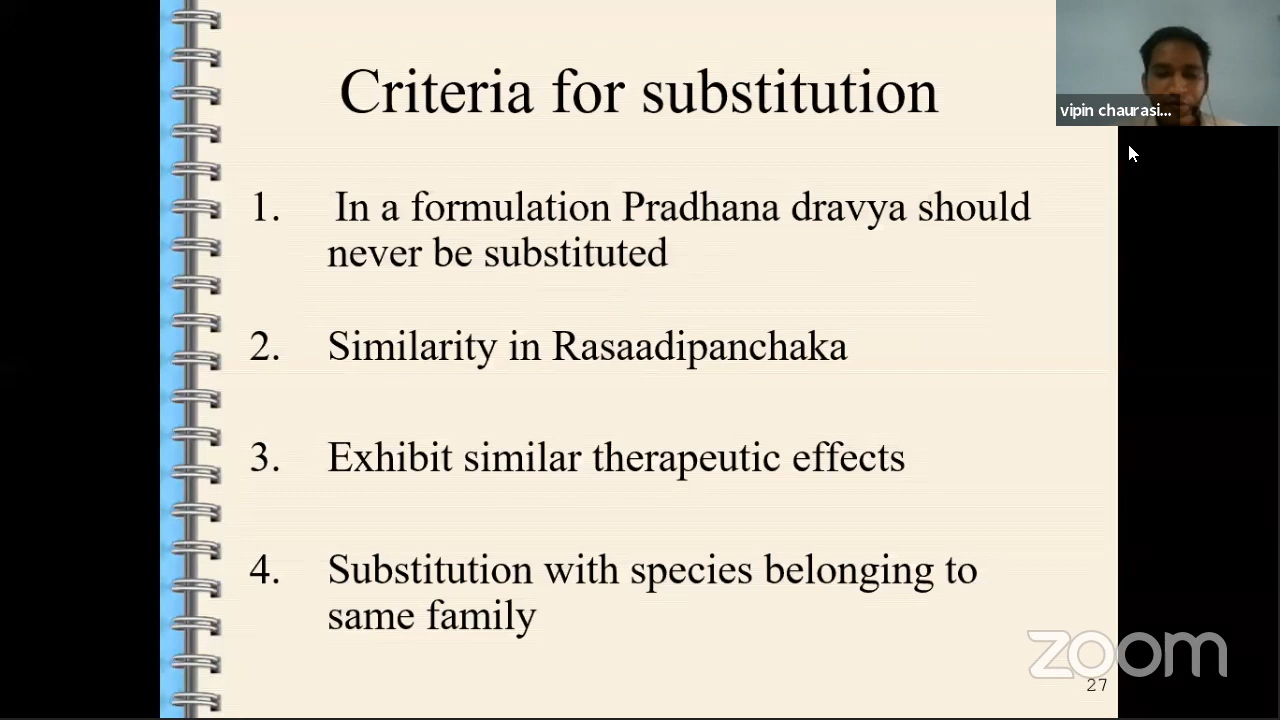 Criteria for substitution
vipin chaurasi...
1. In a formulation Pradhana dravya should
never be substituted
2. Similarity in Rasaadipanchaka
3. Exhibit similar therapeutic effects
4. Substitution with species belonging to
same family
zoom
27